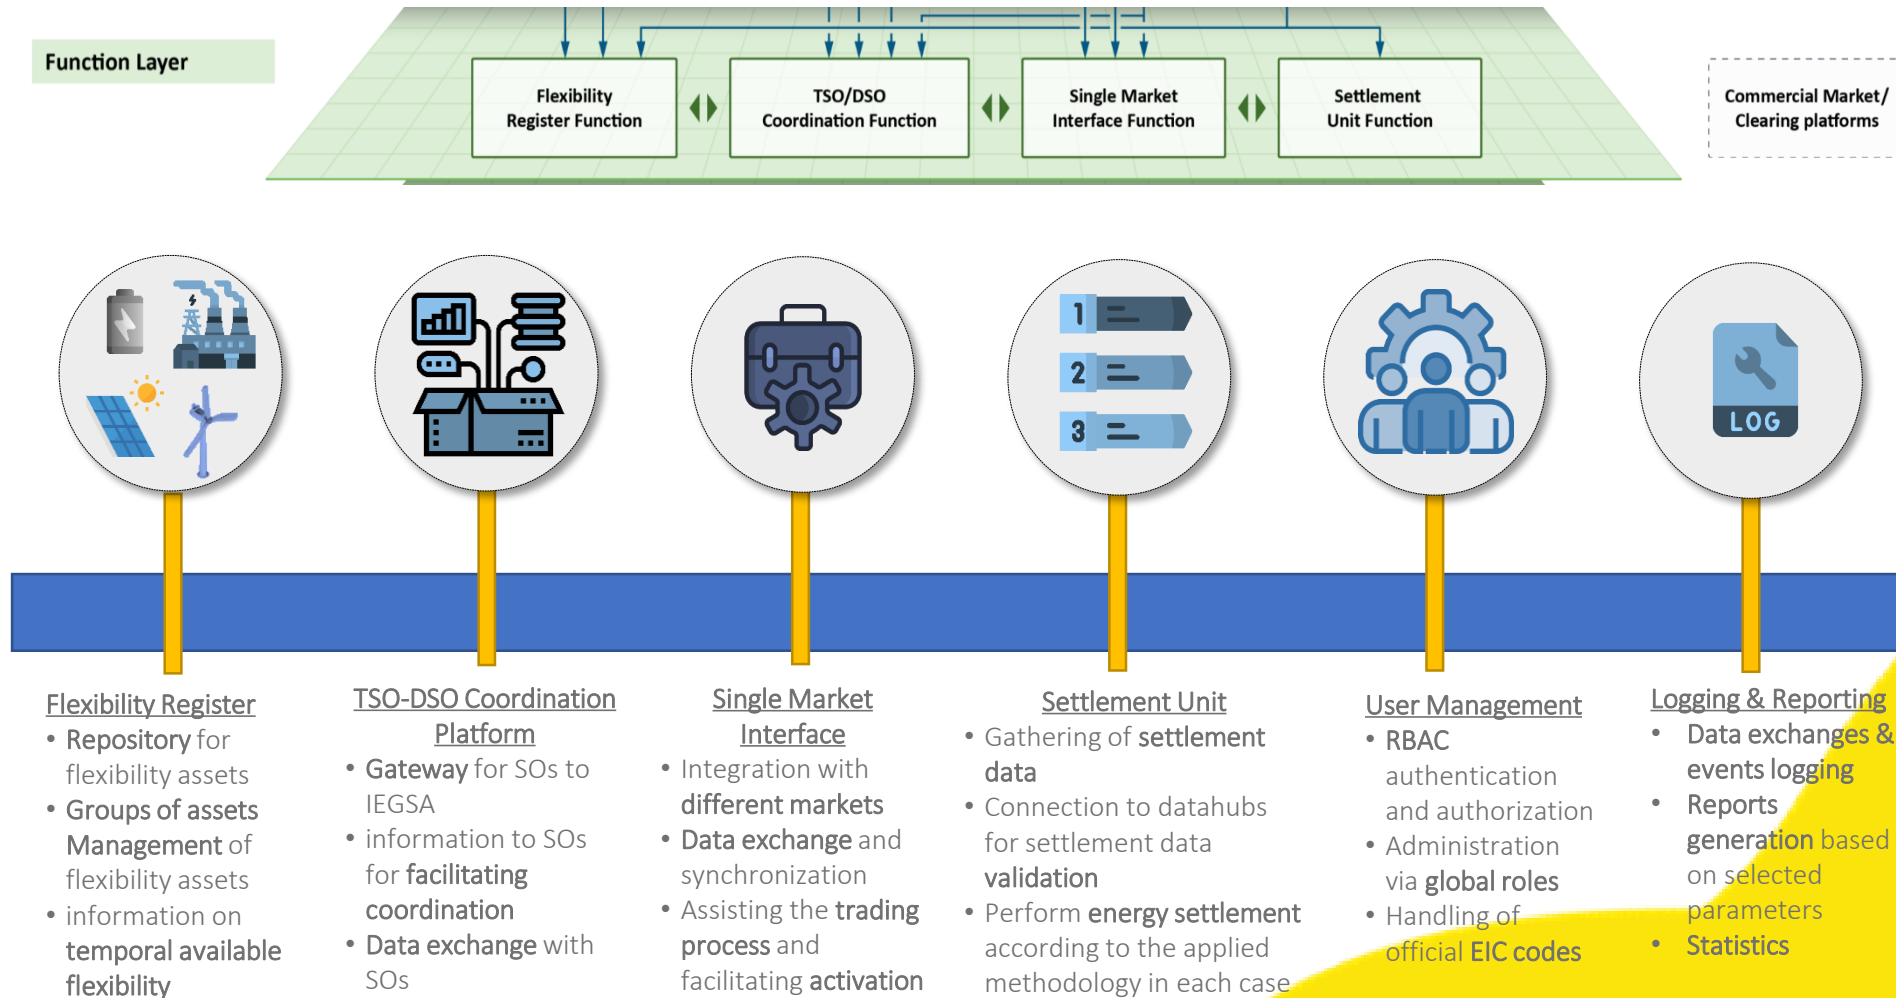 Function Layer
Flexibility
Register Function
TSO/DSO
Coordination Function
Single Market
Interface Function
Settlement
Unit Function
Commercial Market/
Clearing platforms
1
2
3
LOG
Flexibility Register
• Repository for
flexibility assets
• Groups of assets
Management of
flexibility assets
• information on
temporal available
flexibility
TSO-DSO Coordination
Platform
• Gateway for SOs to
IEGSA
• information to SOs
for facilitating
coordination
• Data exchange with
SOs
Single Market
Interface
• Integration with
different markets
• Data exchange and
synchronization
• Assisting the trading
process and
facilitating activation
Settlement Unit
• Gathering of settlement
data
• Connection to datahubs
for settlement data
validation
• Perform energy settlement
according to the applied
methodology in each case
User Management
• RBAC
authentication
and authorization
• Administration
via global roles
• Handling of
official EIC codes
Logging & Reporting
• Data exchanges &
events logging
• Reports
generation based
on selected
parameters
• Statistics